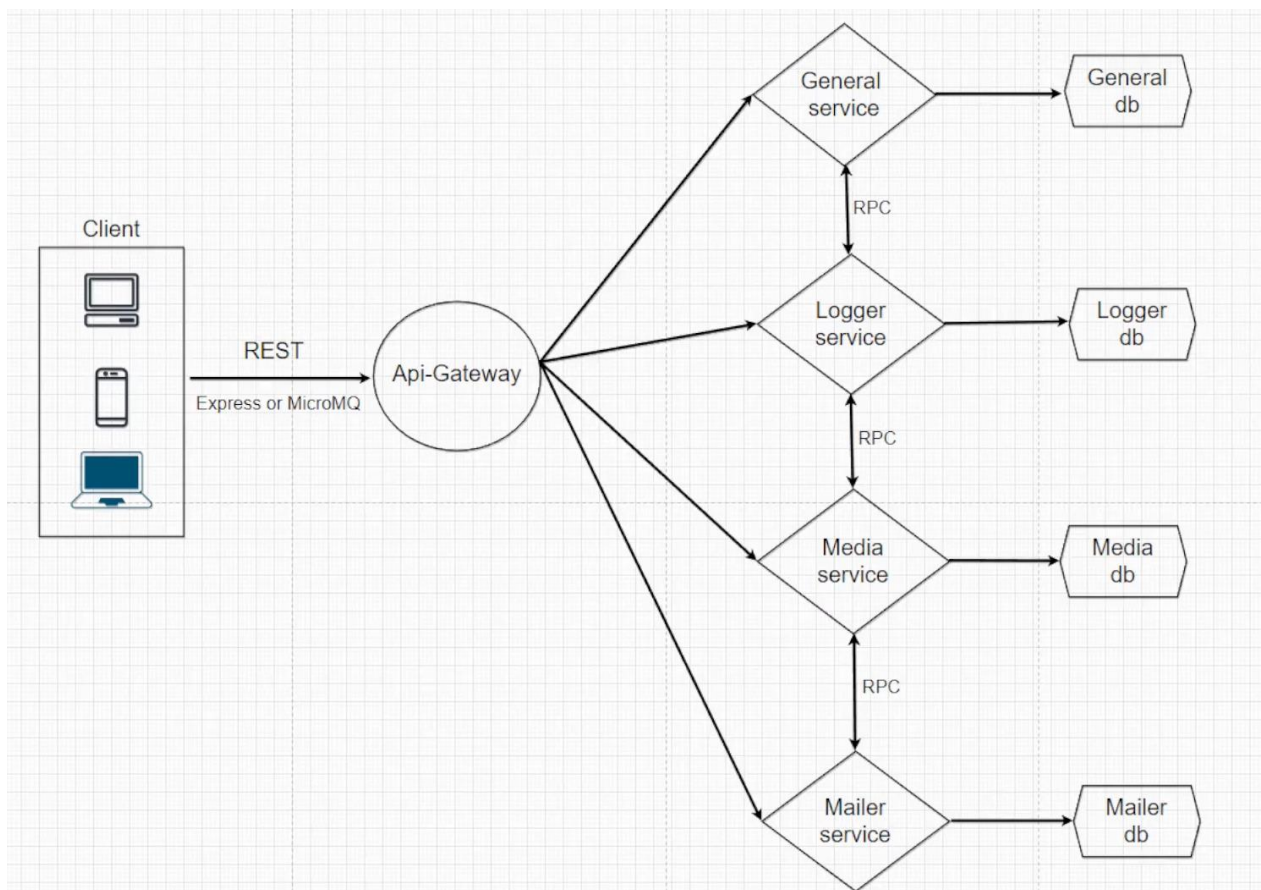 Client
REST
Express or MicroMQ
Api-Gateway
General
service
General
db
RPC
Logger
service
Logger
db
RPC
Media
service
Media
db
RPC
Mailer
service
Mailer
db